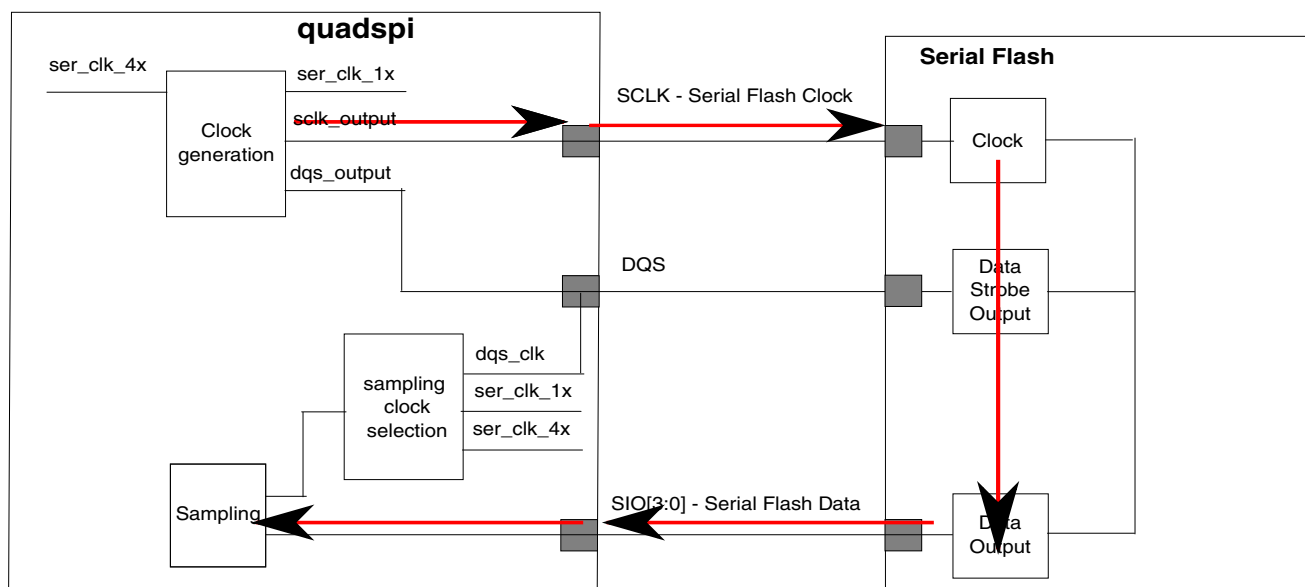 quadspi
Serial Flash
ser_clk_4x
ser_clk_1x
SCLK - Serial Flash Clock
sclk_output
Clock
generation
Clock
dqs_output
DQS
Data
Strobe
Output
dqs_clk
sampling
clock
selection
ser_clk_1x
ser_clk_4x
SIO[3:0] - Serial Flash Data
Sampling
Data
Output